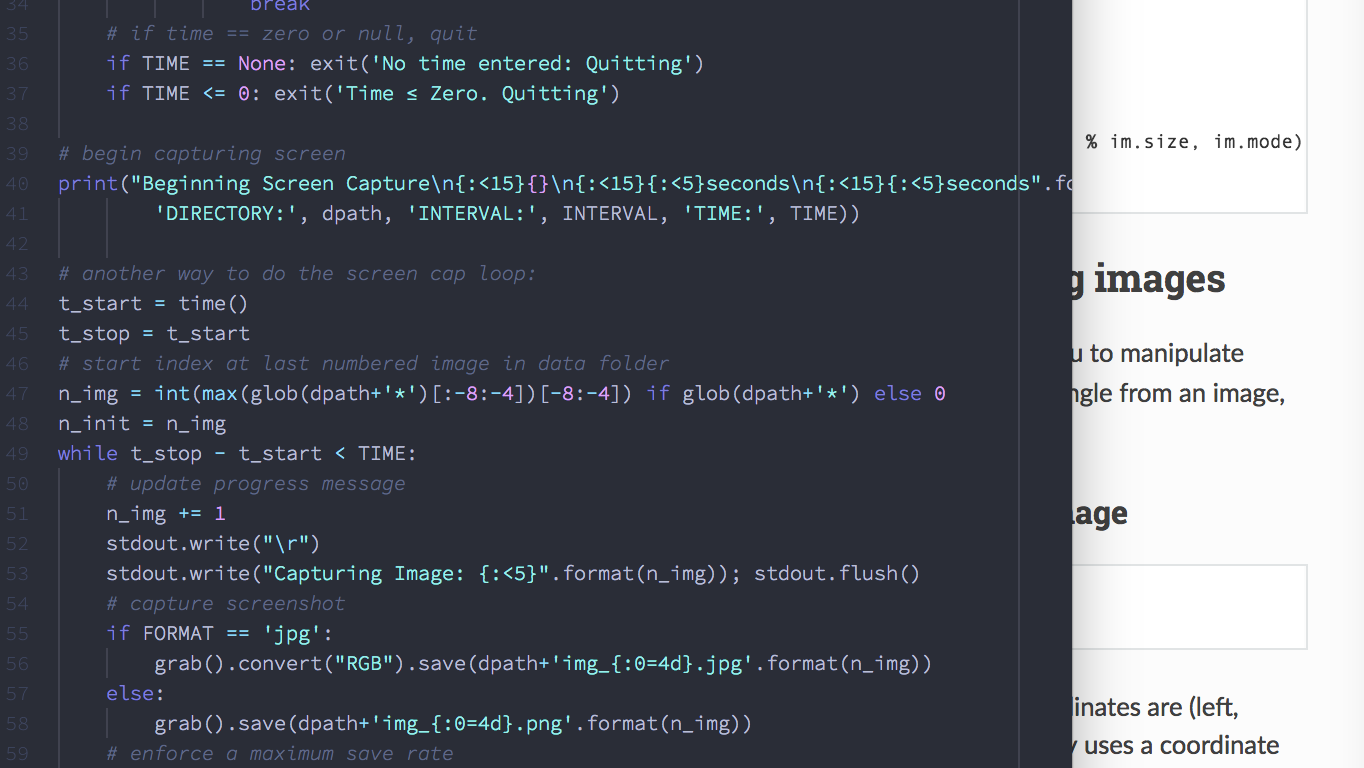 34 break
35 # if time == zero or null, quit
36 if TIME == None: exit('No time entered: Quitting')
37 if TIME <= 0: exit('Time ≤ Zero. Quitting')
38
39 # begin capturing screen
40 print("Beginning Screen Capture\n{:<15}{}\n{:<15}{:<5}seconds\n{:<15}{:<5}seconds".fo
41 'DIRECTORY:', dpath, 'INTERVAL:', INTERVAL, 'TIME:', TIME))
42
43 # another way to do the screen cap loop:
44 t_start = time()
45 t_stop = t_start
46 # start index at last numbered image in data folder
47 n_img = int(max(glob(dpath+'*')[:-8:-4])[-8:-4]) if glob(dpath+'*') else 0
48 n_init = n_img
49 while t_stop - t_start < TIME:
50 # update progress message
51 n_img += 1
52 stdout.write("\r")
53 stdout.write("Capturing Image: {:<5}".format(n_img)); stdout.flush()
54 # capture screenshot
55 if FORMAT == 'jpg':
56 grab().convert("RGB").save(dpath+'img_{:0=4d}.jpg'.format(n_img))
57 else:
58 grab().save(dpath+'img_{:0=4d}.png'.format(n_img))
59 # enforce a maximum save rate
% im.size, im.mode)
g images
u to manipulate
ngle from an image,
age
inates are (left,
y uses a coordinate